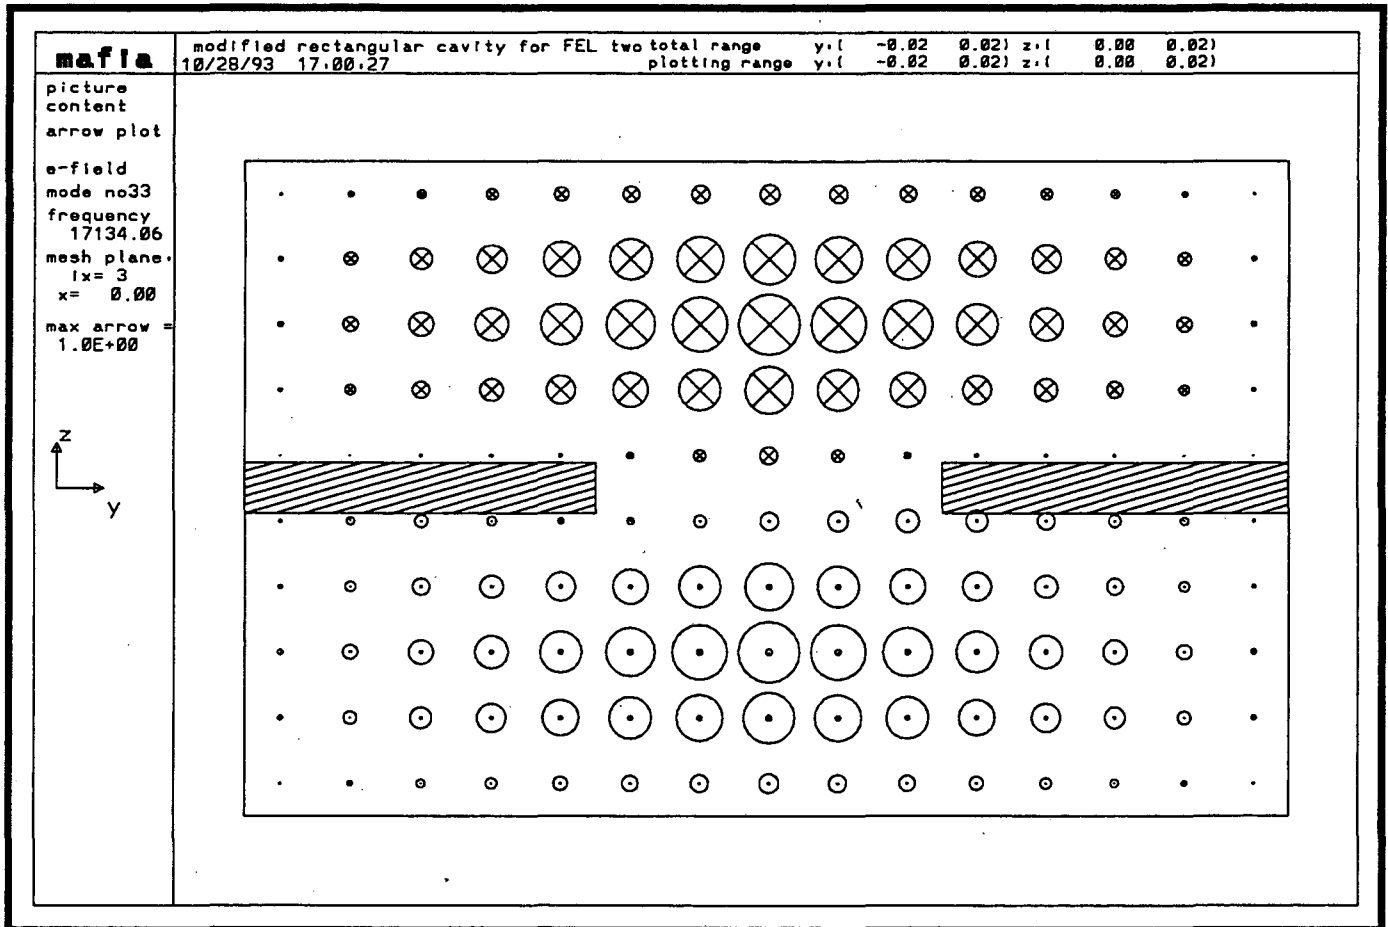 mafia
modified rectangular cavity for FEL two total range y:( -0.02 0.02) z:( 0.00 0.02)
10/28/93 17:00:27 plotting range y:( -0.02 0.02) z:( 0.00 0.02)
picture
content
arrow plot
e-field
mode no33
frequency
17134.06
mesh plane:
ix= 3
x= 0.00
max arrow =
1.0E+00
z
y